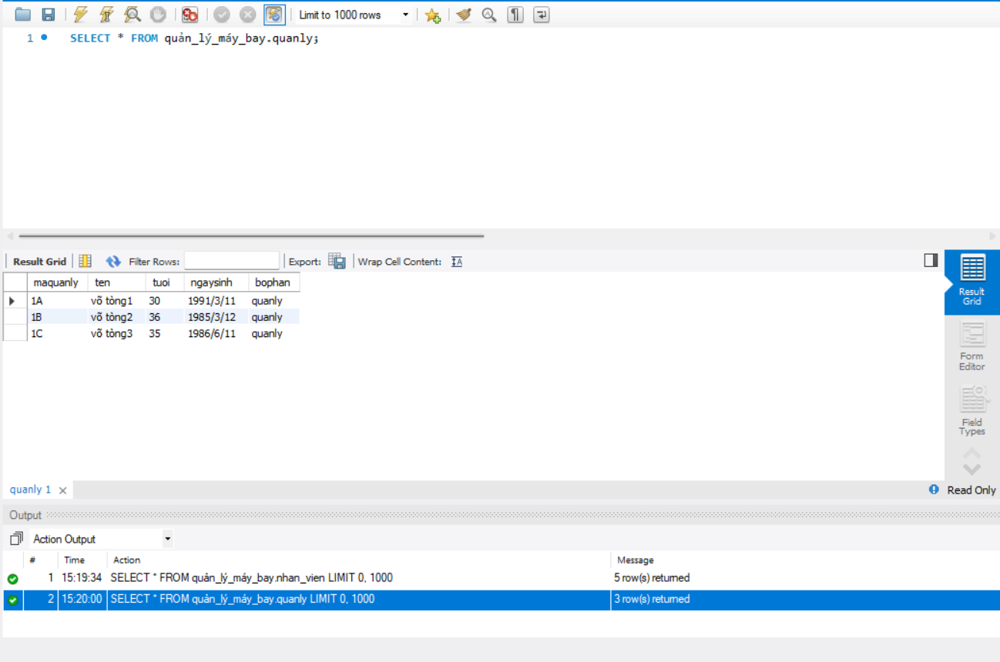 Limit to 1000 rows
1 SELECT * FROM quản_lý_máy_bay.quanly;
Result Grid Filter Rows: Export: Wrap Cell Content:
maquanly ten tuoi ngaysinh bophan
1A võ tòng1 30 1991/3/11 quanly
1B võ tòng2 36 1985/3/12 quanly
1C võ tòng3 35 1986/6/11 quanly
Result
Grid
Form
Editor
Field
Types
quanly 1 Read Only
Output
Action Output
# Time Action Message
1 15:19:34 SELECT * FROM quản_lý_máy_bay.nhan_vien LIMIT 0, 1000 5 row(s) returned
2 15:20:00 SELECT * FROM quản_lý_máy_bay.quanly LIMIT 0, 1000 3 row(s) returned